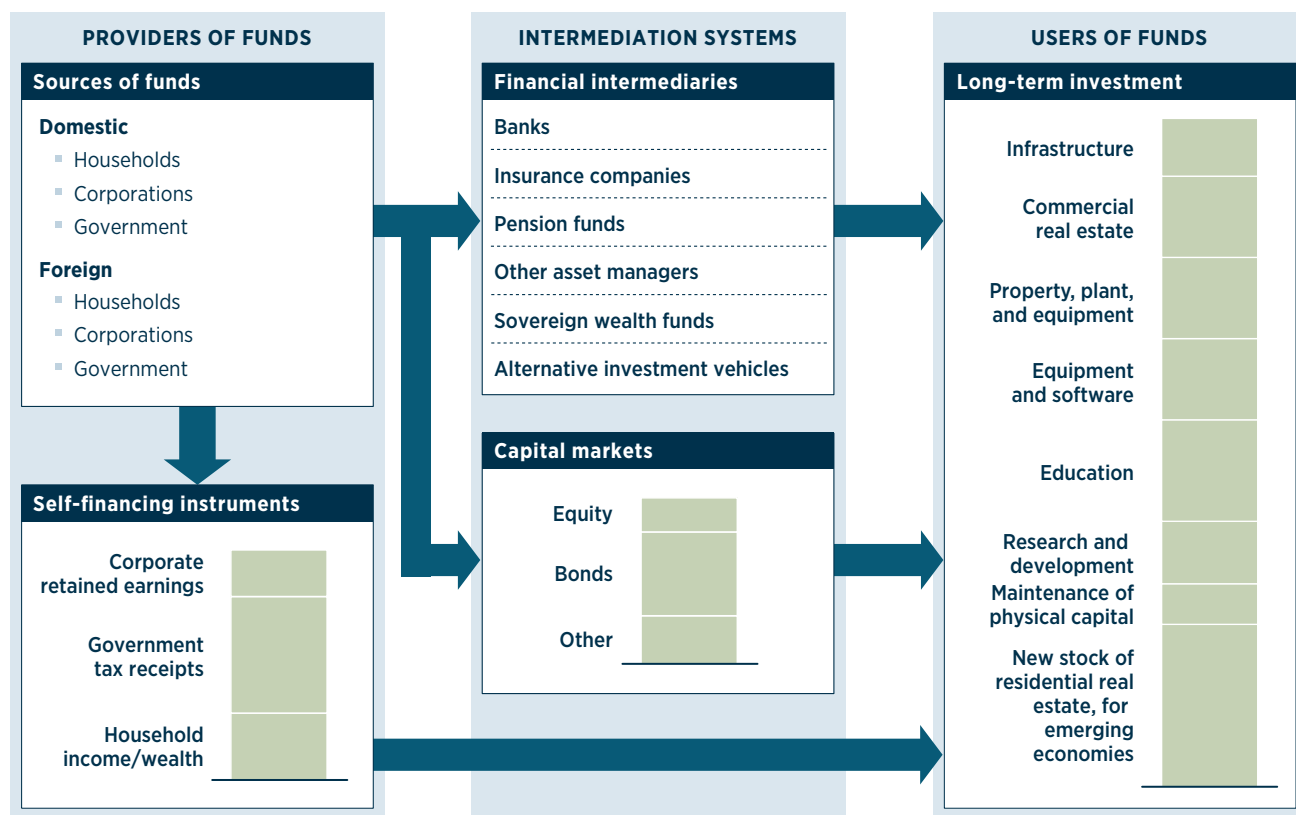 PROVIDERS OF FUNDS
Sources of funds
Domestic
Households
Corporations
Government
Foreign
Households
Corporations
Government
Self-financing instruments
Corporate
retained earnings
Government
tax receipts
Household
income/wealth
INTERMEDIATION SYSTEMS
Financial intermediaries
Banks
Insurance companies
Pension funds
Other asset managers
Sovereign wealth funds
Alternative investment vehicles
Capital markets
Equity
Bonds
Other
USERS OF FUNDS
Long-term investment
Infrastructure
Commercial
real estate
Property, plant,
and equipment
Equipment
and software
Education
Research and
development
Maintenance of
physical capital
New stock of
residential real
estate, for
emerging
economies